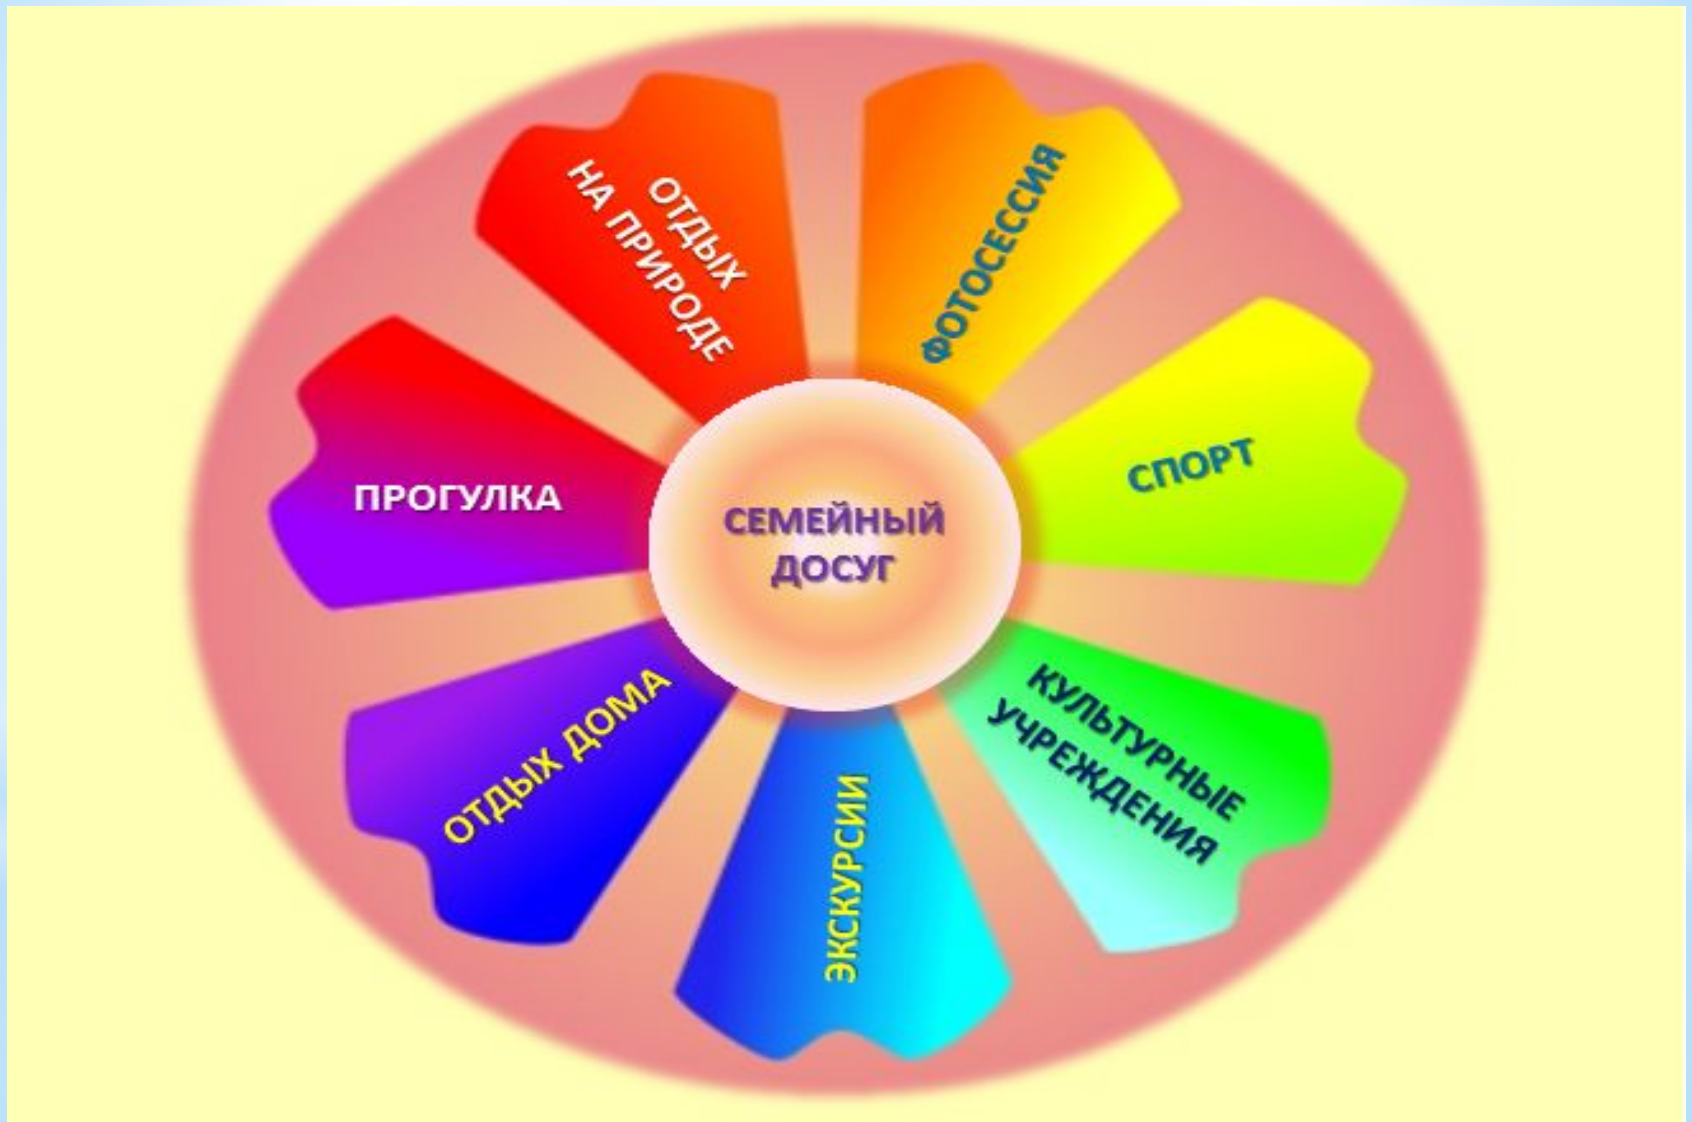 СЕМЕЙНЫЙ
ДОСУГ
ОТДЫХ
НА ПРИРОДЕ
ФОТОСЕССИЯ
СПОРТ
КУЛЬТУРНЫЕ
УЧРЕЖДЕНИЯ
ЭКСКУРСИИ
ОТДЫХ ДОМА
ПРОГУЛКА